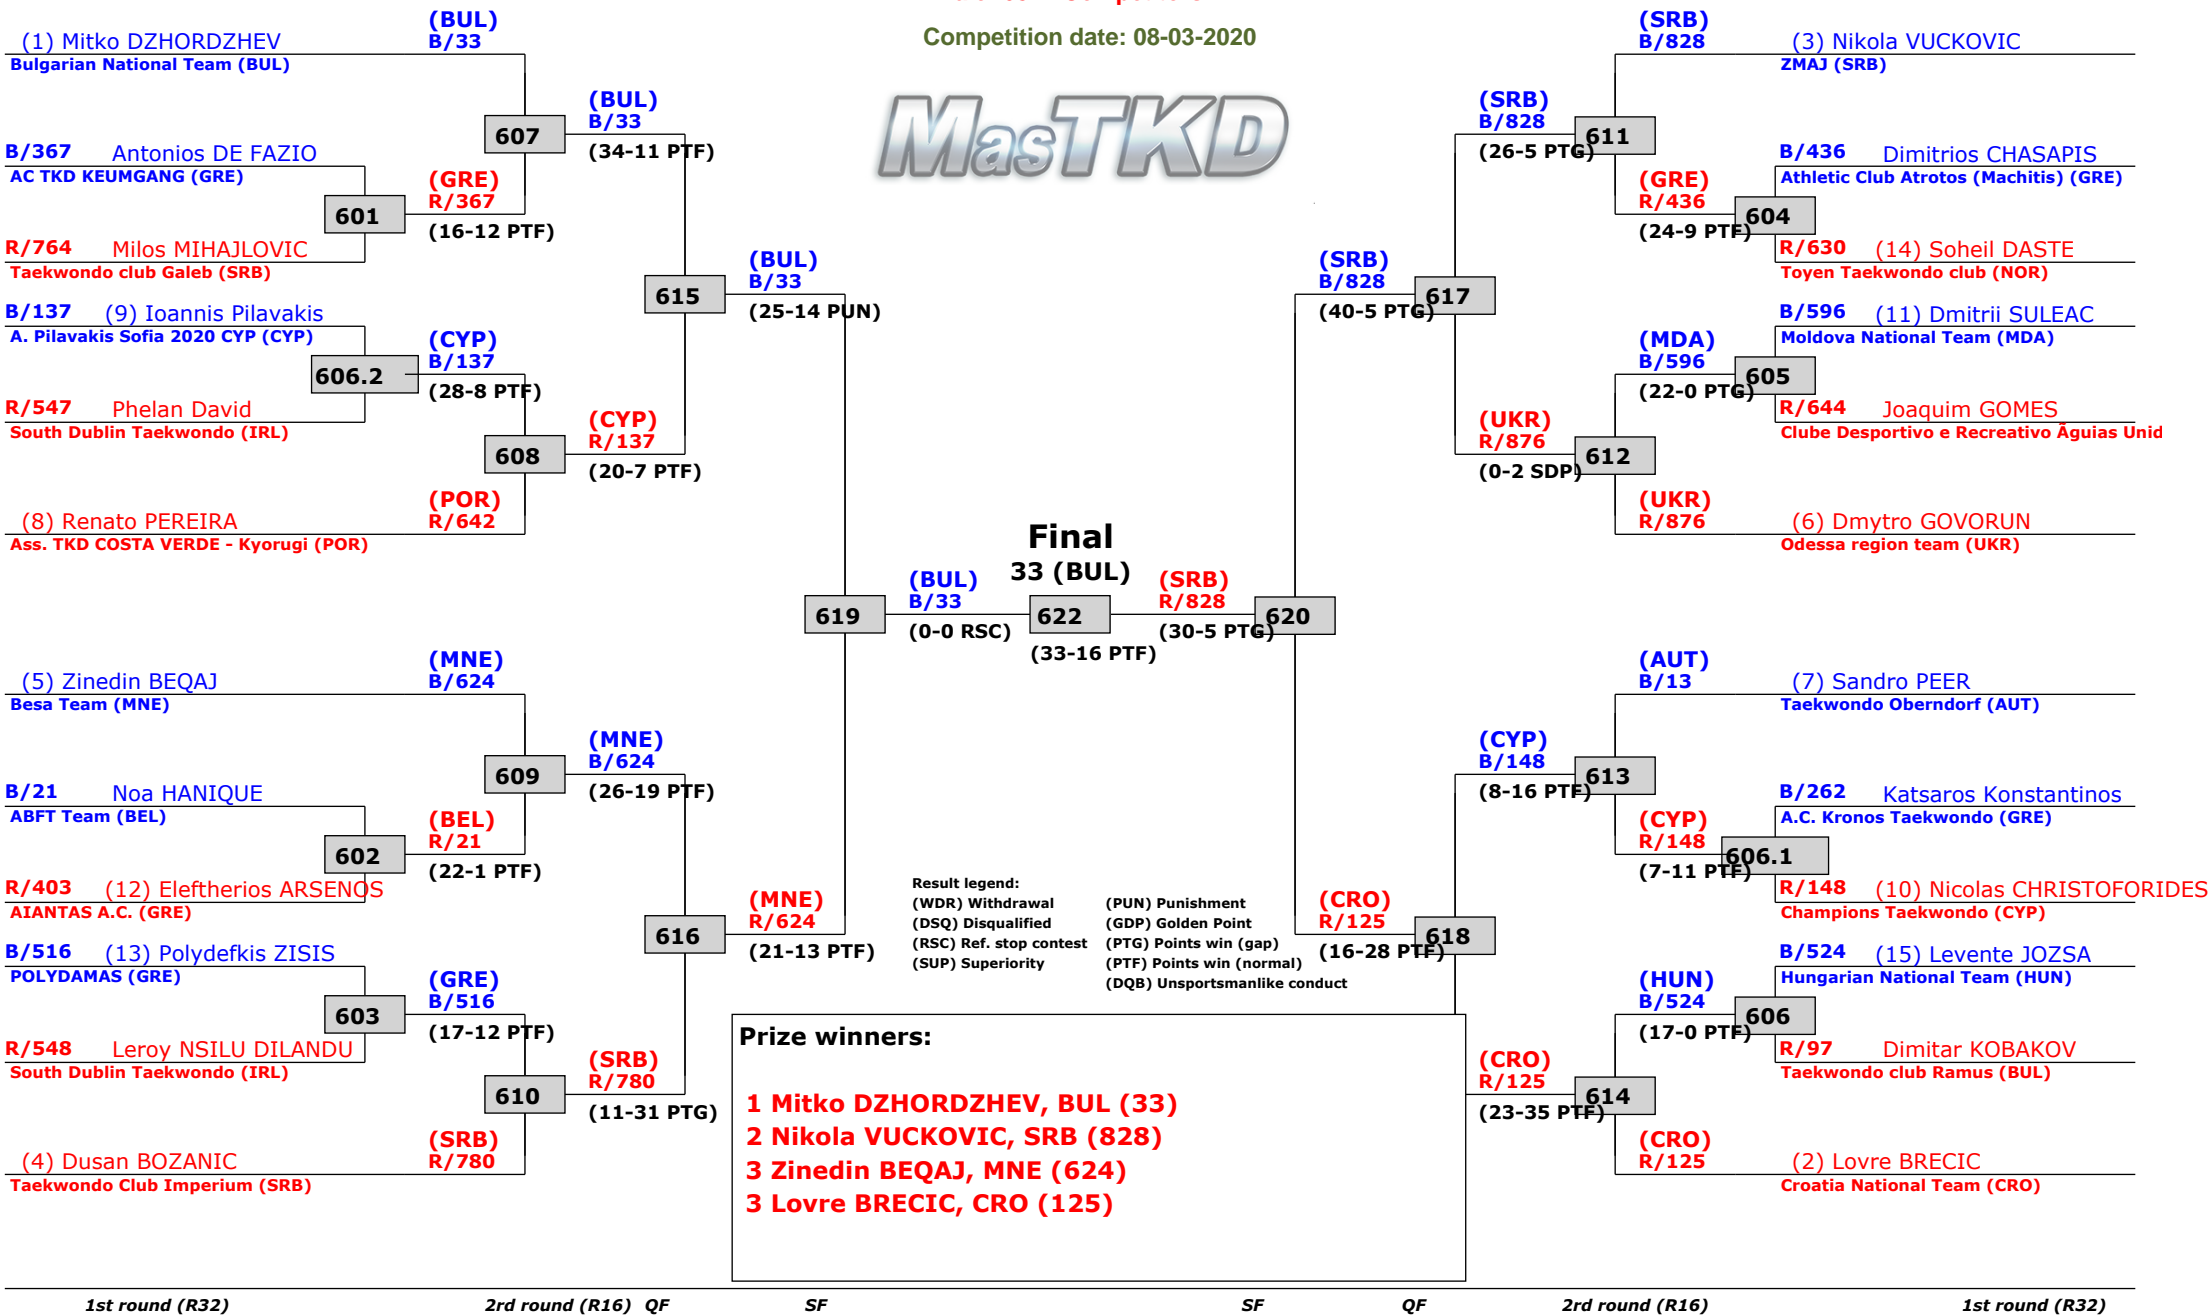 Competition date: 08-03-2020
MasTKD
(BUL)
(1) Mitko DZHORDZHEV B/33
Bulgarian National Team (BUL)
(BUL)
B/33
607
(34-11 PTF)
B/367 Antonios DE FAZIO
AC TKD KEUMGANG (GRE)
(GRE)
601 R/367
(16-12 PTF)
R/764 Milos MIHAJLOVIC
Taekwondo club Galeb (SRB)
(BUL)
B/33
615
(25-14 PUN)
B/137 (9) Ioannis Pilavakis
A. Pilavakis Sofia 2020 CYP (CYP)
(CYP)
606.2 B/137
(28-8 PTF)
R/547 Phelan David
South Dublin Taekwondo (IRL)
(CYP)
R/137
608
(20-7 PTF)
(POR)
(8) Renato PEREIRA R/642
Ass. TKD COSTA VERDE - Kyorugi (POR)
(BUL)
B/33
619
(0-0 RSC)
(MNE)
(5) Zinedin BEQAJ B/624
Besa Team (MNE)
(MNE)
B/624
609
(26-19 PTF)
B/21 Noa HANIQUE
ABFT Team (BEL)
(BEL)
602 R/21
(22-1 PTF)
R/403 (12) Eleftherios ARSENOS
AIANTAS A.C. (GRE)
(MNE)
R/624
616
(21-13 PTF)
B/516 (13) Polydefkis ZISIS
POLYDAMAS (GRE)
(GRE)
603 B/516
(17-12 PTF)
R/548 Leroy NSILU DILANDU
South Dublin Taekwondo (IRL)
(SRB)
R/780
610
(11-31 PTG)
(SRB)
(4) Dusan BOZANIC R/780
Taekwondo Club Imperium (SRB)
Final
33 (BUL)
622
(33-16 PTF)
(SRB)
B/828 (3) Nikola VUCKOVIC
ZMAJ (SRB)
(SRB)
B/828
611
(26-5 PTG)
B/436 Dimitrios CHASAPIS
Athletic Club Atrotos (Machitis) (GRE)
(GRE)
R/436 604
(24-9 PTF)
R/630 (14) Soheil DASTE
Toyen Taekwondo club (NOR)
(SRB)
B/828
617
(40-5 PTG)
B/596 (11) Dmitrii SULEAC
Moldova National Team (MDA)
(MDA)
B/596 605
(22-0 PTG)
R/644 Joaquim GOMES
Clube Desportivo e Recreativo Águias Unid
(UKR)
R/876
612
(0-2 SDP)
(UKR)
R/876 (6) Dmytro GOVORUN
Odessa region team (UKR)
(SRB)
R/828
620
(30-5 PTG)
(AUT)
B/13 (7) Sandro PEER
Taekwondo Oberndorf (AUT)
(CYP)
B/148
613
(8-16 PTF)
B/262 Katsaros Konstantinos
A.C. Kronos Taekwondo (GRE)
(CYP)
R/148 606.1
(7-11 PTF)
R/148 (10) Nicolas CHRISTOFORIDES
Champions Taekwondo (CYP)
(CRO)
R/125
618
(16-28 PTF)
B/524 (15) Levente JOZSA
Hungarian National Team (HUN)
(HUN)
B/524 606
(17-0 PTF)
R/97 Dimitar KOBAKOV
Taekwondo club Ramus (BUL)
(CRO)
R/125
614
(23-35 PTF)
(CRO)
R/125 (2) Lovre BRECIC
Croatia National Team (CRO)
Result legend:
(WDR) Withdrawal (PUN) Punishment
(DSQ) Disqualified (GDP) Golden Point
(RSC) Ref. stop contest (PTG) Points win (gap)
(SUP) Superiority (PTF) Points win (normal)
(DQB) Unsportsmanlike conduct
Prize winners:
1 Mitko DZHORDZHEV, BUL (33)
2 Nikola VUCKOVIC, SRB (828)
3 Zinedin BEQAJ, MNE (624)
3 Lovre BRECIC, CRO (125)
1st round (R32) 2rd round (R16) QF SF SF QF 2rd round (R16) 1st round (R32)